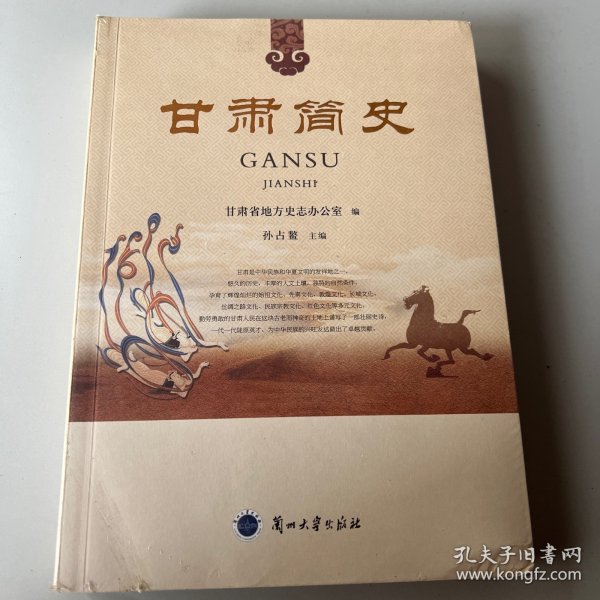 甘肃简史
GANSU
JIANSHI
甘肃省地方史志办公室 编
孙占鳌 主编
甘肃是中华民族和华夏文明的发祥地之一。
悠久的历史、丰厚的人文土壤、独特的自然条件，
孕育了辉煌灿烂的始祖文化、先秦文化、敦煌文化、长城文化、
丝绸之路文化、民族宗教文化、红色文化等多元文化。
勤劳勇敢的甘肃人民在这块古老而神奇的土地上谱写了一部壮丽史诗，
一代一代陇原英才，为中华民族的兴旺发达做出了卓越贡献。
兰州大学出版社
孔夫子旧书网
www.kongfz.com